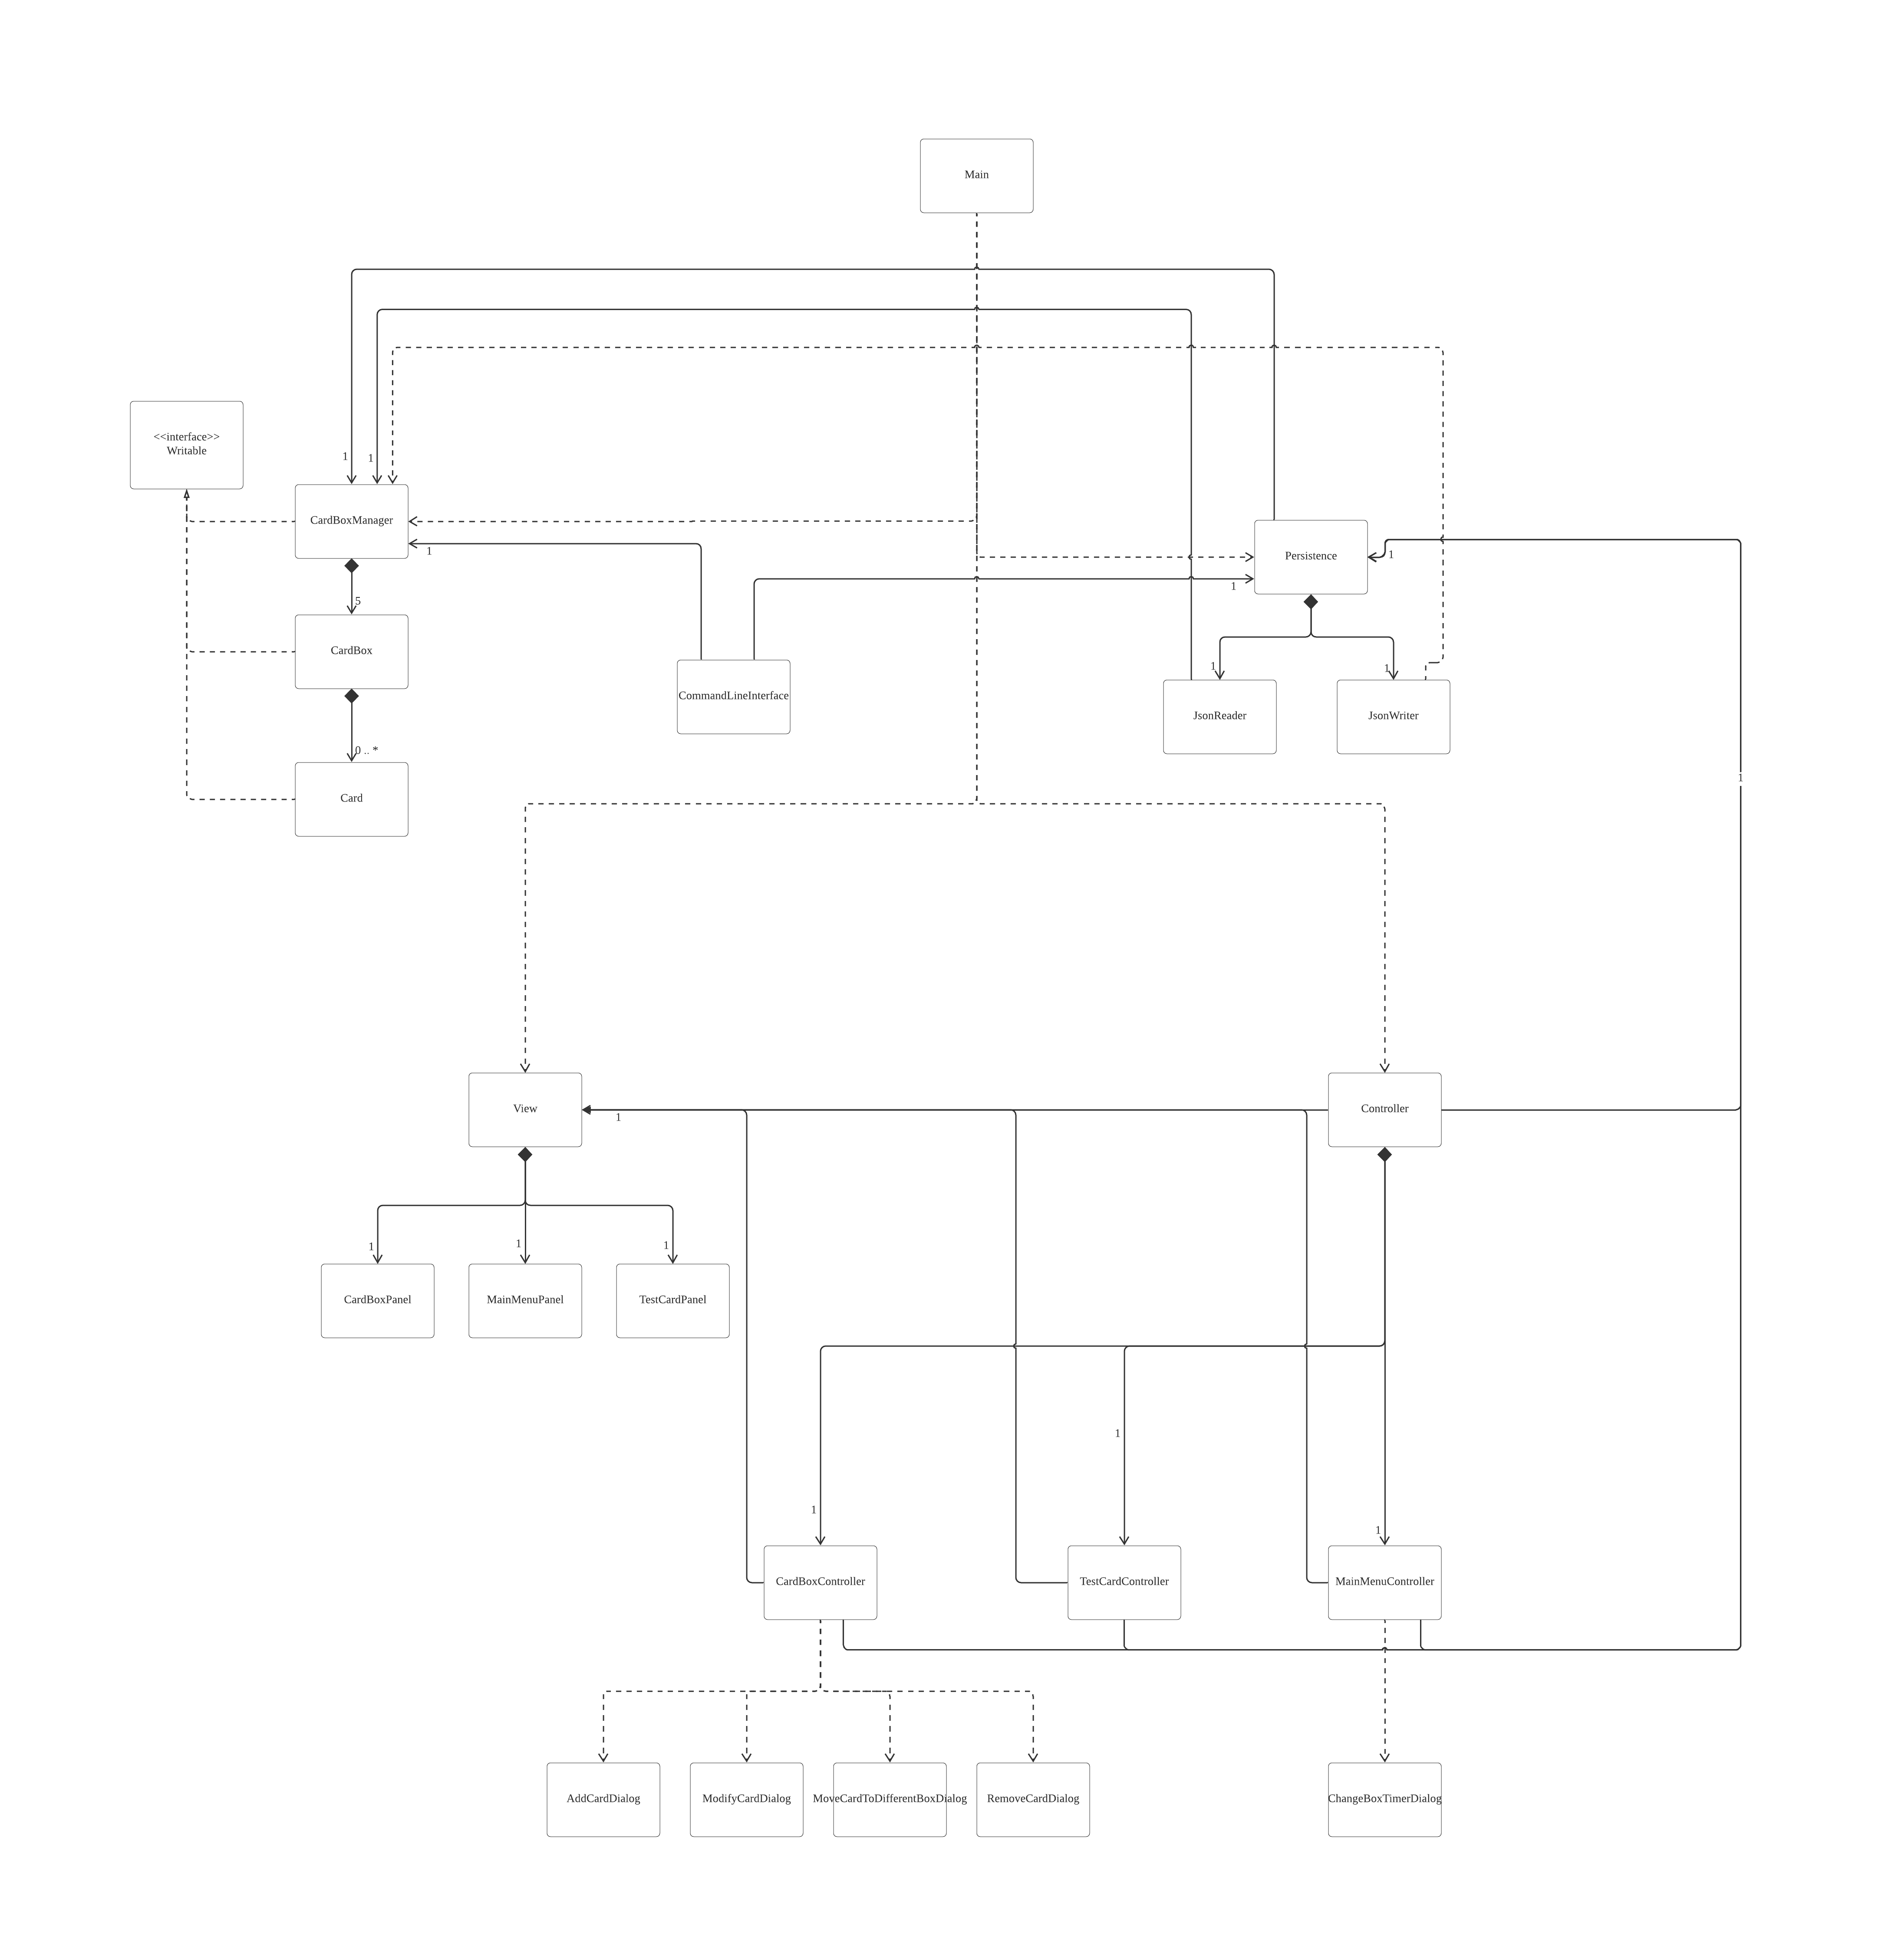 Main
<<interface>>
Writable
1
1
CardBoxManager
1
5
CardBox
0 .. *
Card
CommandLineInterface
Persistence
1
1
1
1
JsonReader
JsonWriter
1
View
1
Controller
1
1
1
CardBoxPanel
MainMenuPanel
TestCardPanel
1
1
1
CardBoxController
TestCardController
MainMenuController
AddCardDialog
ModifyCardDialog
MoveCardToDifferentBoxDialog
RemoveCardDialog
ChangeBoxTimerDialog